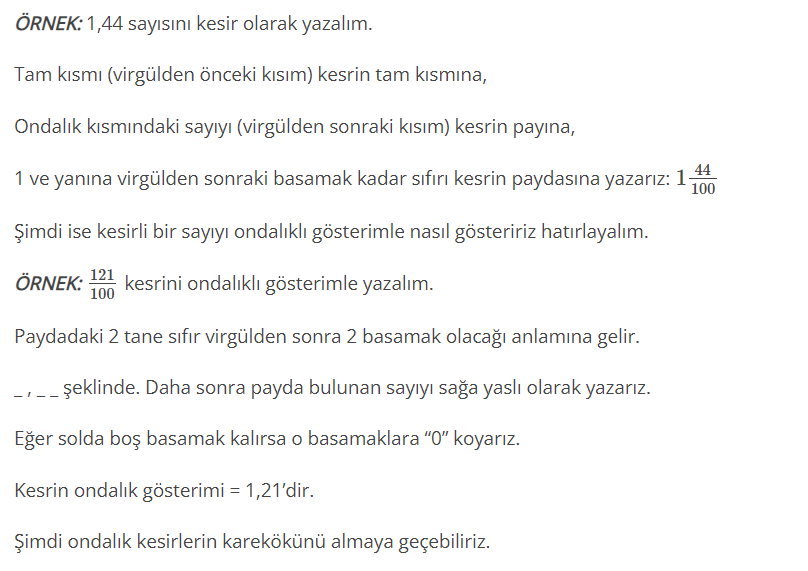 ÖRNEK: 1,44 sayısını kesir olarak yazalım.
Tam kısmı (virgülden önceki kısım) kesrin tam kısmına,
Ondalık kısmındaki sayıyı (virgülden sonraki kısım) kesrin payına,
1 ve yanına virgülden sonraki basamak kadar sıfırı kesrin paydasına yazarız: 1 44/100
Şimdi ise kesirli bir sayıyı ondalıklı gösterimle nasıl gösteririz hatırlayalım.
ÖRNEK: 121/100 kesrini ondalıklı gösterimle yazalım.
Paydadaki 2 tane sıfır virgülden sonra 2 basamak olacağı anlamına gelir.
_ , _ _ şeklinde. Daha sonra payda bulunan sayıyı sağa yaslı olarak yazarız.
Eğer solda boş basamak kalırsa o basamaklara “0” koyarız.
Kesrin ondalık gösterimi = 1,21’dir.
Şimdi ondalık kesirlerin karekökünü almaya geçebiliriz.